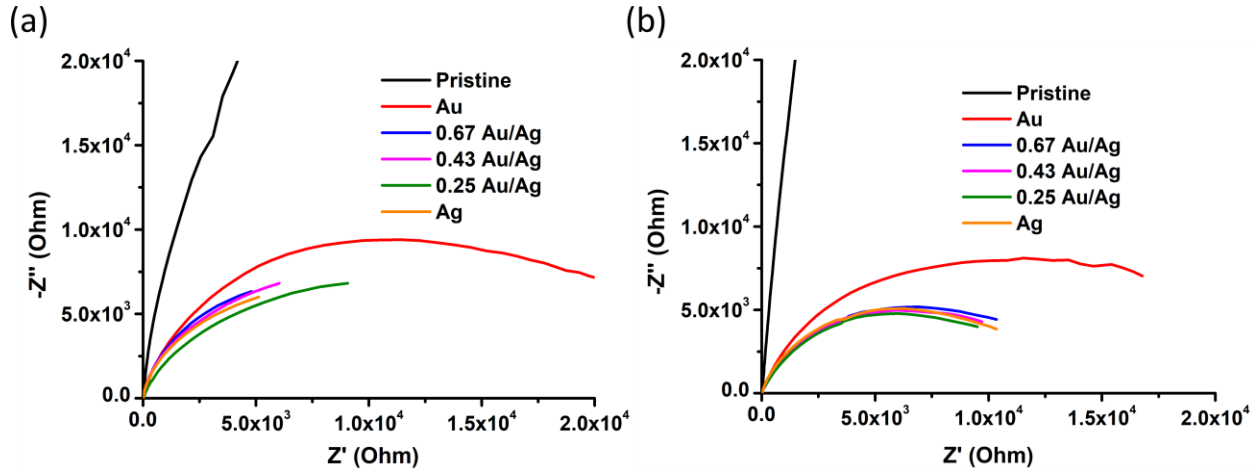 (a)
2.0x10⁴
1.5x10⁴
1.0x10⁴
5.0x10³
0.0
-Z'' (Ohm)
Pristine
Au
0.67 Au/Ag
0.43 Au/Ag
0.25 Au/Ag
Ag
0.0
5.0x10³
1.0x10⁴
1.5x10⁴
2.0x10⁴
Z' (Ohm)
(b)
2.0x10⁴
1.5x10⁴
1.0x10⁴
5.0x10³
0.0
-Z'' (Ohm)
Pristine
Au
0.67 Au/Ag
0.43 Au/Ag
0.25 Au/Ag
Ag
0.0
5.0x10³
1.0x10⁴
1.5x10⁴
2.0x10⁴
Z' (Ohm)